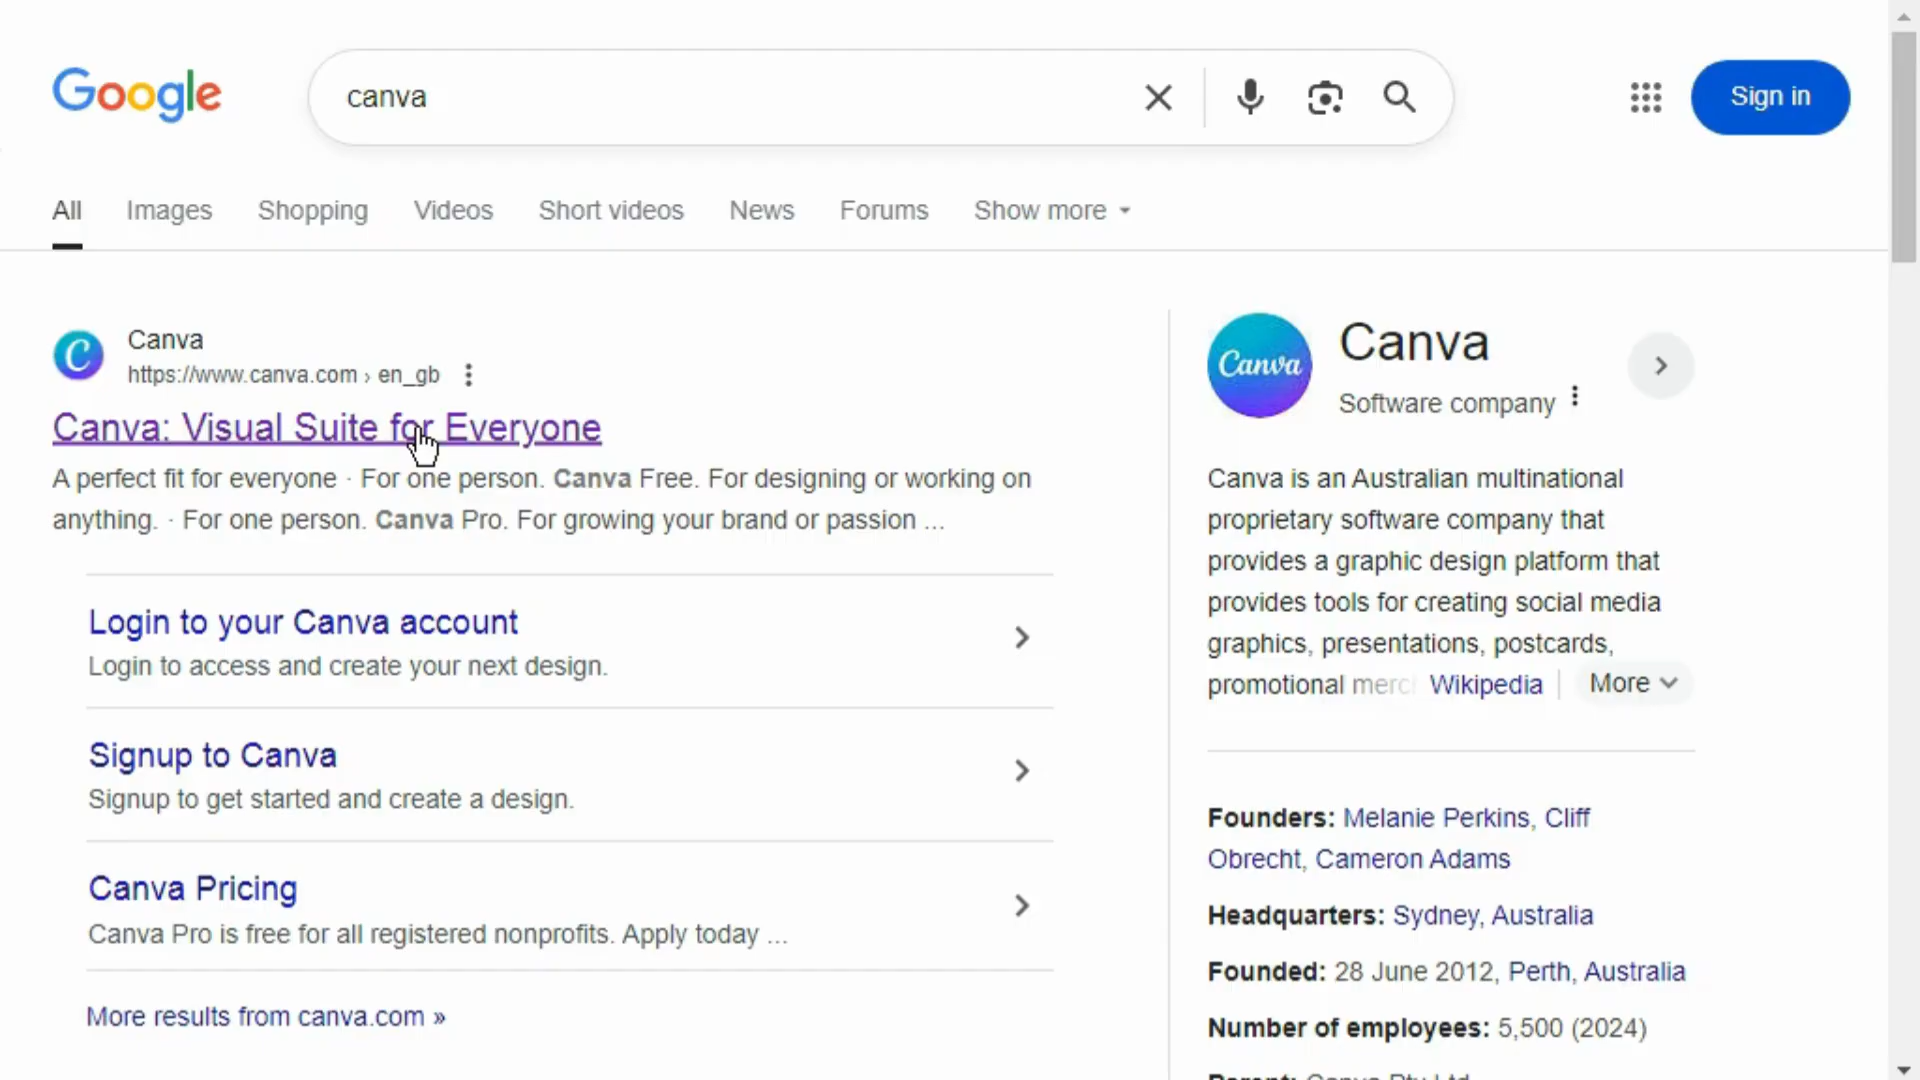 Google
canva
Sign in
All Images Shopping Videos Short videos News Forums Show more
Canva
https://www.canva.com › en_gb
Canva: Visual Suite for Everyone
A perfect fit for everyone · For one person. Canva Free. For designing or working on
anything. · For one person. Canva Pro. For growing your brand or passion ...
Login to your Canva account
Login to access and create your next design.
Signup to Canva
Signup to get started and create a design.
Canva Pricing
Canva Pro is free for all registered nonprofits. Apply today ...
More results from canva.com »
Canva
Canva
Software company
Canva is an Australian multinational
proprietary software company that
provides a graphic design platform that
provides tools for creating social media
graphics, presentations, postcards,
promotional merc Wikipedia More
Founders: Melanie Perkins, Cliff
Obrecht, Cameron Adams
Headquarters: Sydney, Australia
Founded: 28 June 2012, Perth, Australia
Number of employees: 5,500 (2024)
Parent: Canva Pty Ltd